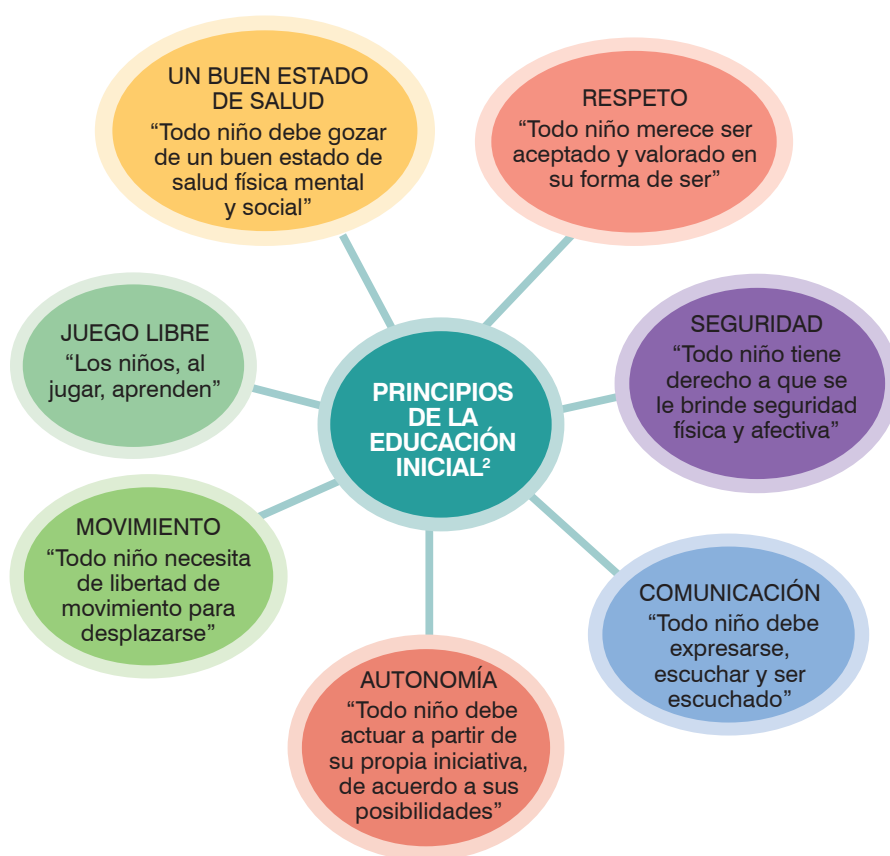 UN BUEN ESTADO
DE SALUD
“Todo niño debe gozar
de un buen estado de
salud física mental
y social”
RESPETO
“Todo niño merece ser
aceptado y valorado en
su forma de ser”
JUEGO LIBRE
“Los niños, al
jugar, aprenden”
PRINCIPIOS
DE LA
EDUCACIÓN
INICIAL²
SEGURIDAD
“Todo niño tiene
derecho a que se
le brinde seguridad
física y afectiva”
MOVIMIENTO
“Todo niño necesita
de libertad de
movimiento para
desplazarse”
COMUNICACIÓN
“Todo niño debe
expresarse,
escuchar y ser
escuchado”
AUTONOMÍA
“Todo niño debe
actuar a partir de
su propia iniciativa,
de acuerdo a sus
posibilidades”